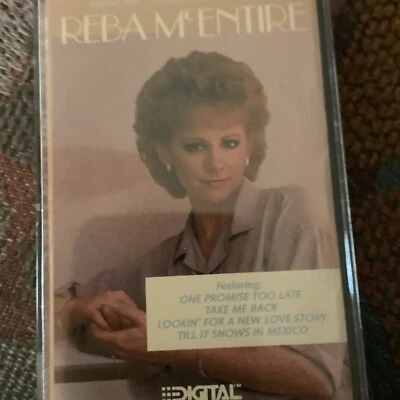 REBA McENTIRE
Featuring:
ONE PROMISE TOO LATE
TAKE ME BACK
LOOKIN' FOR A NEW LOVE STORY
TILL IT SNOWS IN MEXICO
DIGITAL